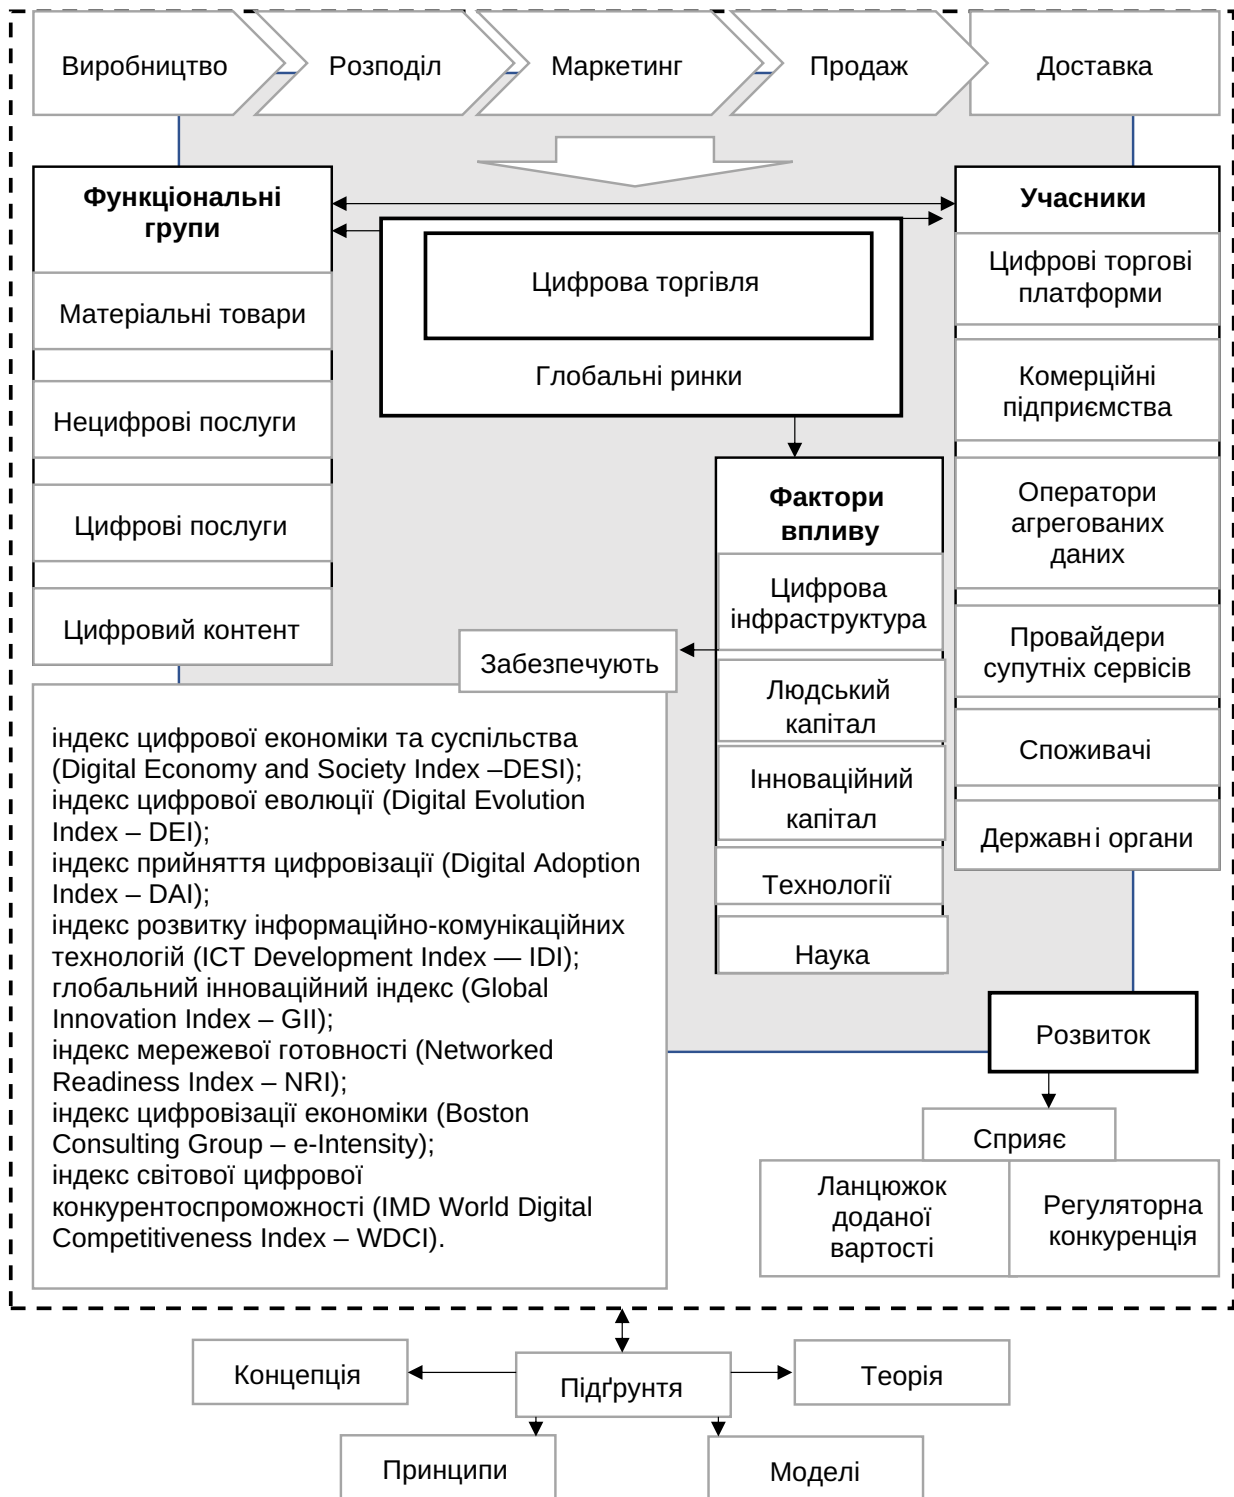 Виробництво
Розподіл
Маркетинг
Продаж
Доставка
Функціональні
групи
Матеріальні товари
Нецифрові послуги
Цифрові послуги
Цифровий контент
Цифрова торгівля
Глобальні ринки
Учасники
Цифрові торгові
платформи
Комерційні
підприємства
Оператори
агрегованих
даних
Провайдери
супутніх сервісів
Споживачі
Державні органи
Фактори
впливу
Цифрова
інфраструктура
Людський
капітал
Інноваційний
капітал
Технології
Наука
Забезпечують
індекс цифрової економіки та суспільства
(Digital Economy and Society Index –DESI);
індекс цифрової еволюції (Digital Evolution
Index – DEI);
індекс прийняття цифровізації (Digital Adoption
Index – DAI);
індекс розвитку інформаційно-комунікаційних
технологій (ICT Development Index — IDI);
глобальний інноваційний індекс (Global
Innovation Index – GII);
індекс мережевої готовності (Networked
Readiness Index – NRI);
індекс цифровізації економіки (Boston
Consulting Group – e-Intensity);
індекс світової цифрової
конкурентоспроможності (IMD World Digital
Competitiveness Index – WDCI).
Розвиток
Сприяє
Ланцюжок
доданої
вартості
Регуляторна
конкуренція
Концепція
Підґрунтя
Теорія
Принципи
Моделі